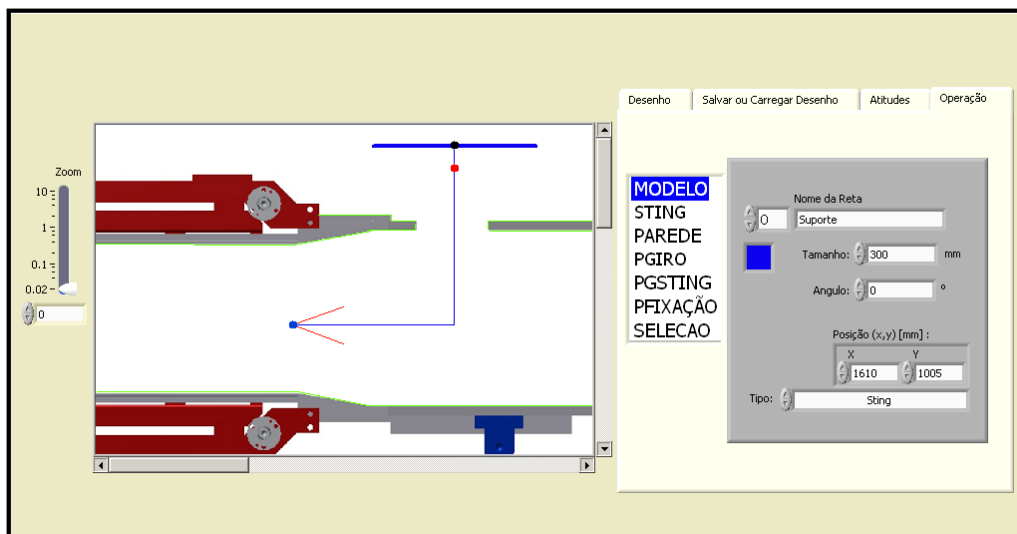 Desenho
Salvar ou Carregar Desenho
Atitudes
Operação
Zoom
10
1
0.1
0.02
0
MODELO
STING
PAREDE
PGIRO
PGSTING
PFIXAÇÃO
SELECAO
Nome da Reta
0
Suporte
Tamanho: 300 mm
Angulo: 0 º
Posição (x,y) [mm] :
X Y
1610 1005
Tipo: Sting